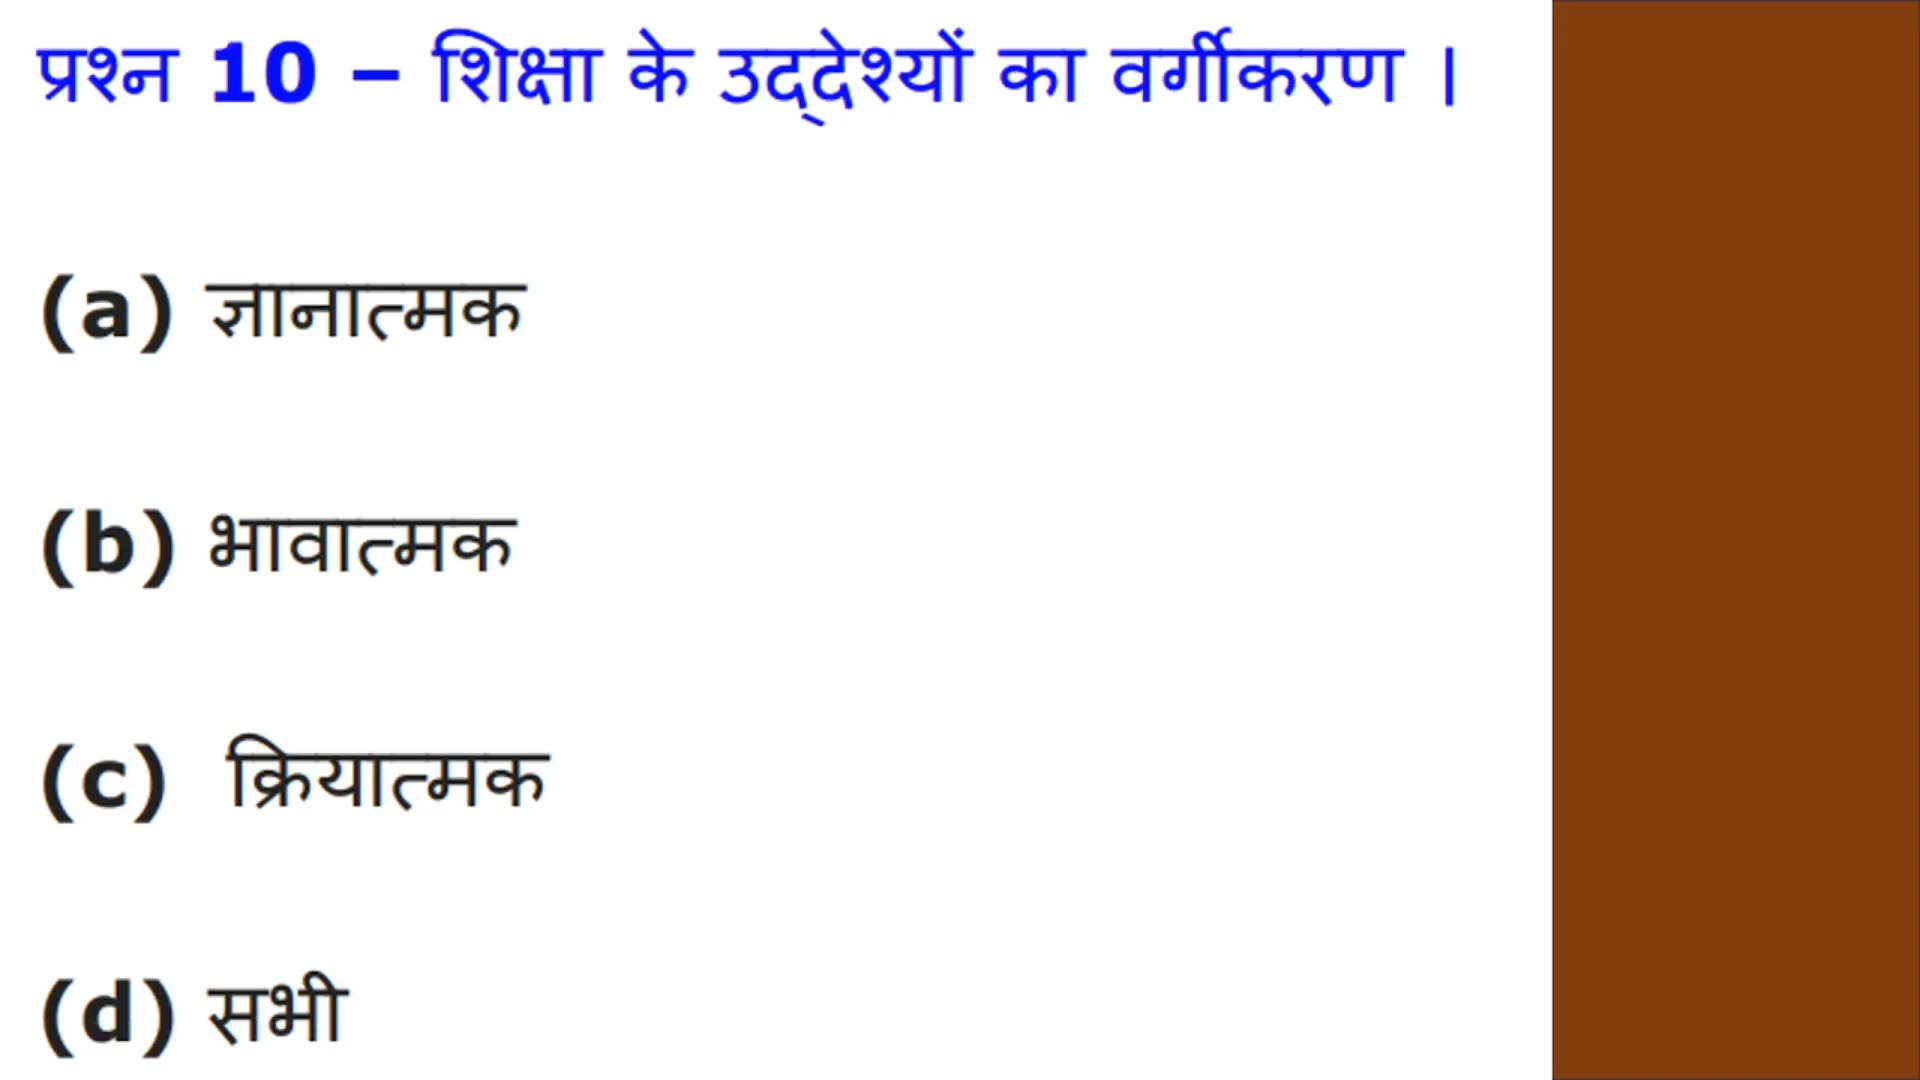 प्रश्न 10 – शिक्षा के उद्‌देश्यों का वर्गीकरण ।
(a) ज्ञानात्मक
(b) भावात्मक
(c) क्रियात्मक
(d) सभी